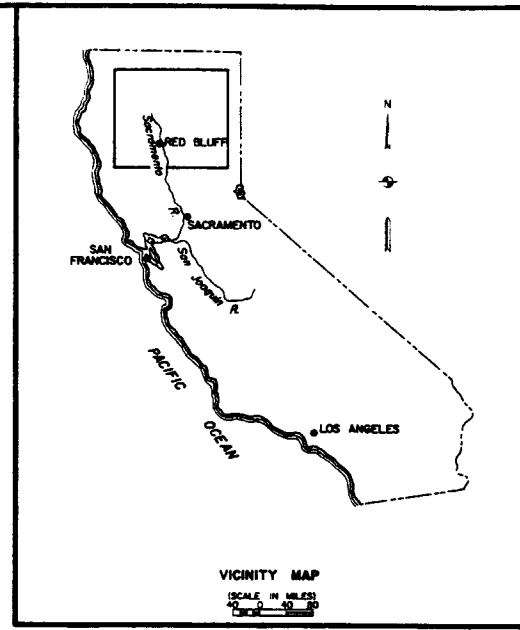 N
Sacramento
RED BLUFF
R.
SACRAMENTO
SAN
FRANCISCO
San Joaquin
R.
PACIFIC
OCEAN
LOS ANGELES
VICINITY MAP
(SCALE IN MILES)
40 0 40 80